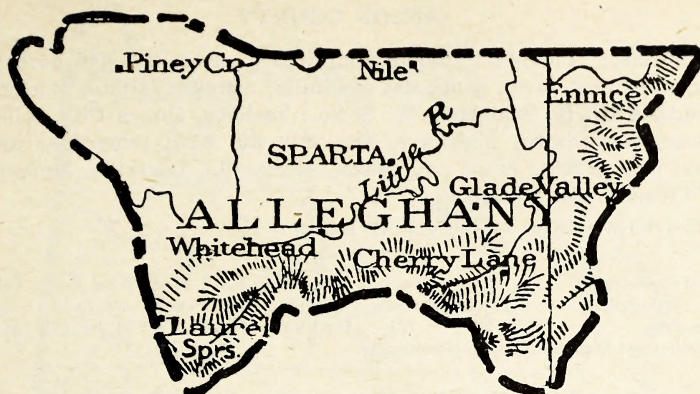 Piney Cr.
Nile
Ennice
SPARTA
Little R
Glade Valley
ALLEGHANY
Whitehead
Cherry Lane
Laurel
Sprs.